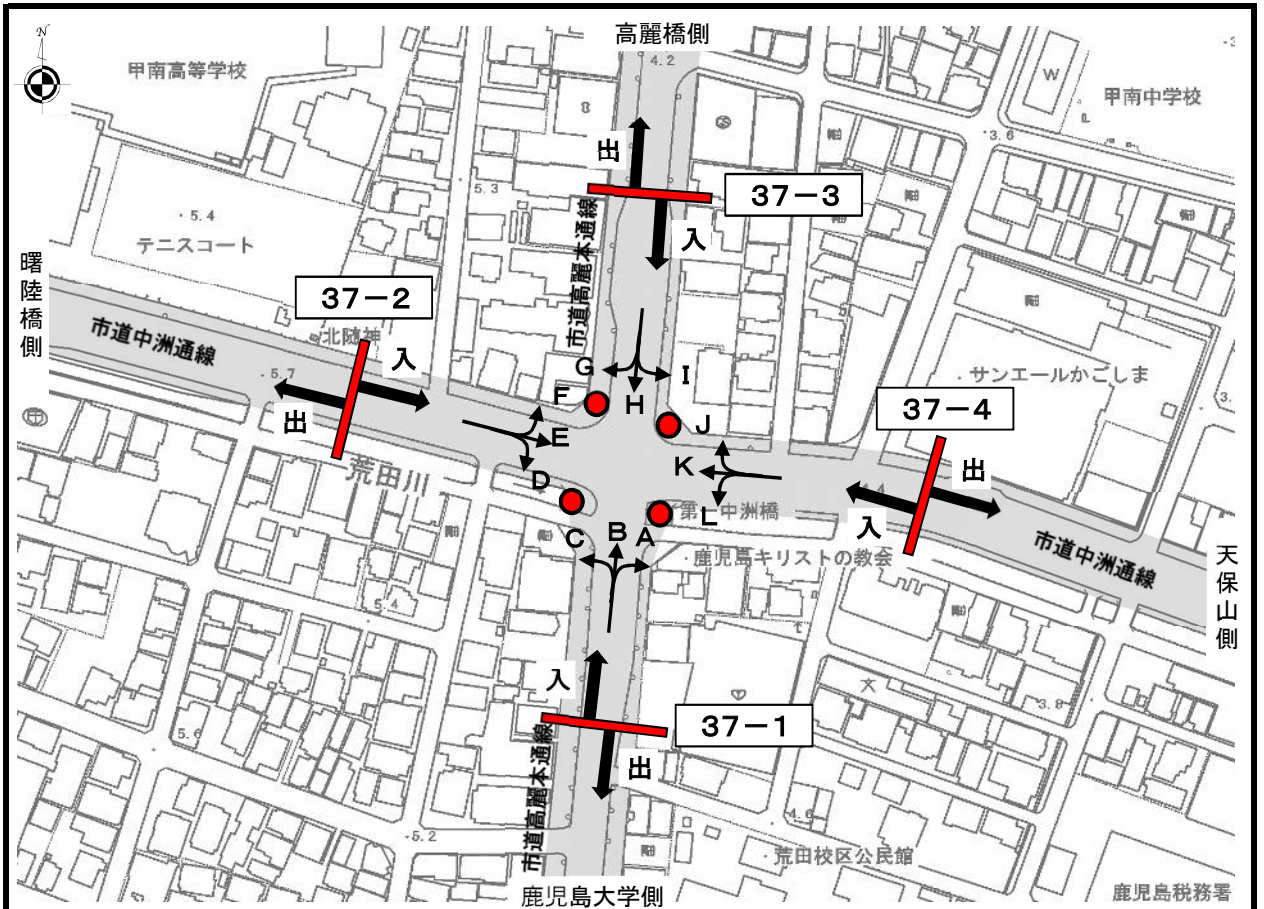 N
高麗橋側
4.2
甲南高等学校
W
甲南中学校
3.6
出
37－3
5.3
市道高麗本通線
入
5.4
テニスコート
曙陸橋側
37－2
北随神
市道中洲通線
入
5.7
出
G
H
I
F
E
D
J
K
L
サンエールかごしま
37－4
出
4.4
入
荒田川
第一中洲橋
C
B
A
鹿児島キリストの教会
市道中洲通線
天保山側
5.4
入
文
3.8
37－1
出
5.6
市道高麗本通線
4.6
5.2
荒田校区公民館
鹿児島大学側
鹿児島税務署